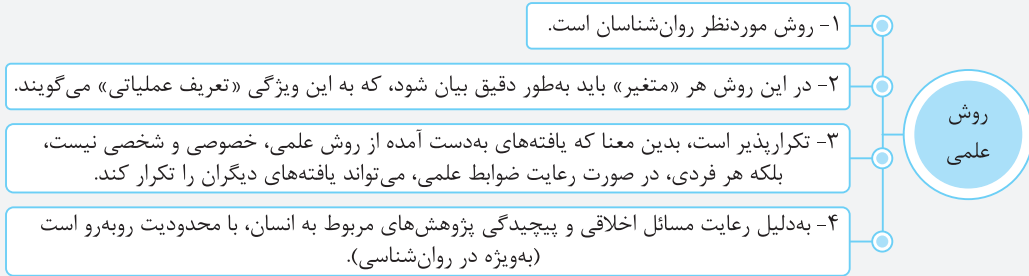 روش
علمی
۱- روش موردنظر روان‌شناسان است.
۲- در این روش هر «متغیر» باید به‌طور دقیق بیان شود، که به این ویژگی «تعریف عملیاتی» می‌گویند.
۳- تکرارپذیر است، بدین معنا که یافته‌های به‌دست آمده از روش علمی، خصوصی و شخصی نیست،
بلکه هر فردی، در صورت رعایت ضوابط علمی، می‌تواند یافته‌های دیگران را تکرار کند.
۴- به‌دلیل رعایت مسائل اخلاقی و پیچیدگی پژوهش‌های مربوط به انسان، با محدودیت روبه‌رو است
(به‌ویژه در روان‌شناسی).